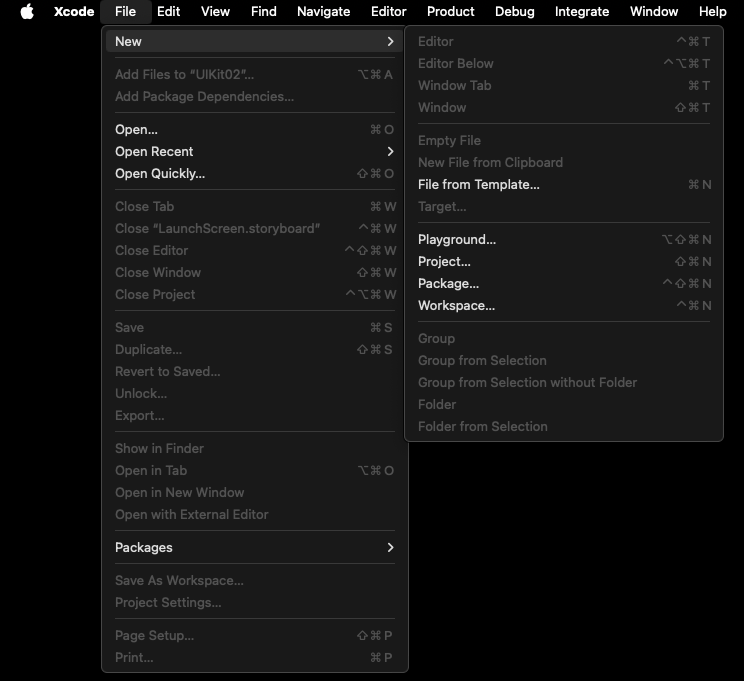 Xcode File Edit View Find Navigate Editor Product Debug Integrate Window Help
New
Add Files to “UIKit02”... ⌥⌘A
Add Package Dependencies...
Open... ⌘O
Open Recent
Open Quickly... ⇧⌘O
Close Tab ⌘W
Close “LaunchScreen.storyboard” ^⌘W
Close Editor ^⇧⌘W
Close Window ⇧⌘W
Close Project ^⌥⌘W
Save ⌘S
Duplicate... ⇧⌘S
Revert to Saved...
Unlock...
Export...
Show in Finder
Open in Tab ⌥⌘O
Open in New Window
Open with External Editor
Packages
Save As Workspace...
Project Settings...
Page Setup... ⇧⌘P
Print... ⌘P
Editor ^⌘T
Editor Below ^⌥⌘T
Window Tab ⌘T
Window ⇧⌘T
Empty File
New File from Clipboard
File from Template... ⌘N
Target...
Playground... ⌥⇧⌘N
Project... ⇧⌘N
Package... ^⇧⌘N
Workspace... ^⌘N
Group
Group from Selection
Group from Selection without Folder
Folder
Folder from Selection